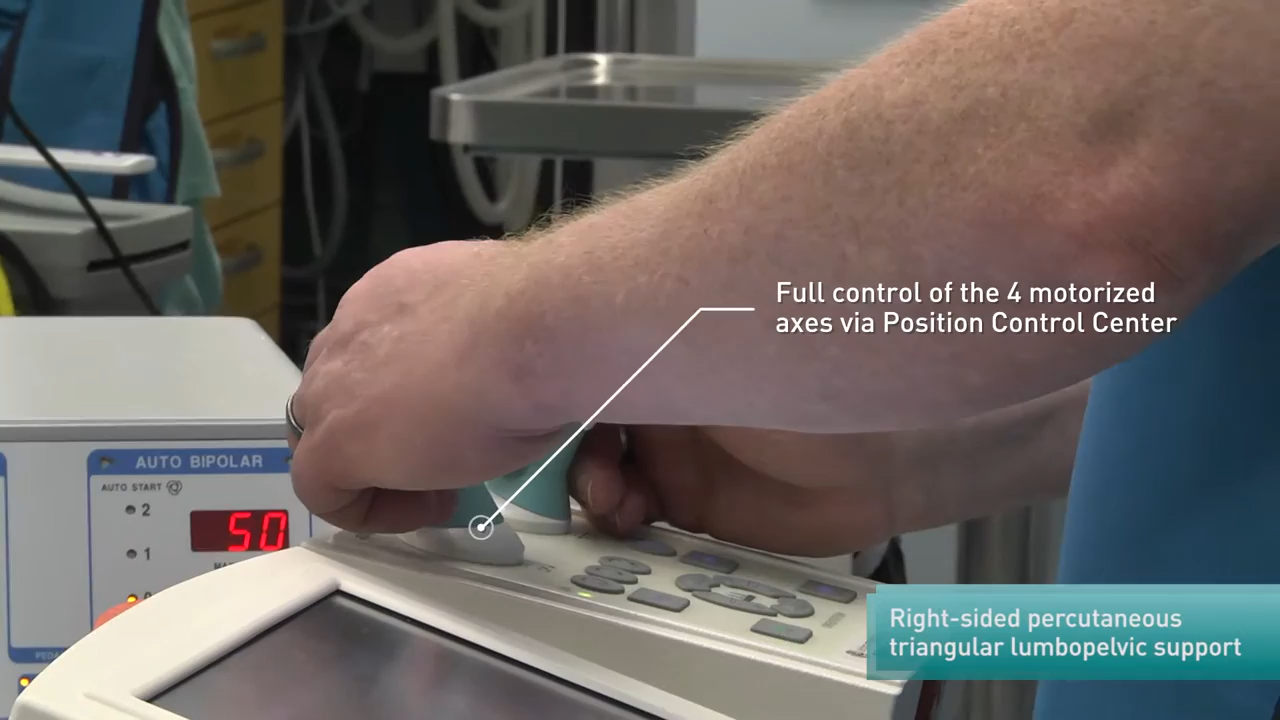 Full control of the 4 motorized
axes via Position Control Center
AUTO BIPOLAR
AUTO START
2
50
1
Right-sided percutaneous
triangular lumbopelvic support